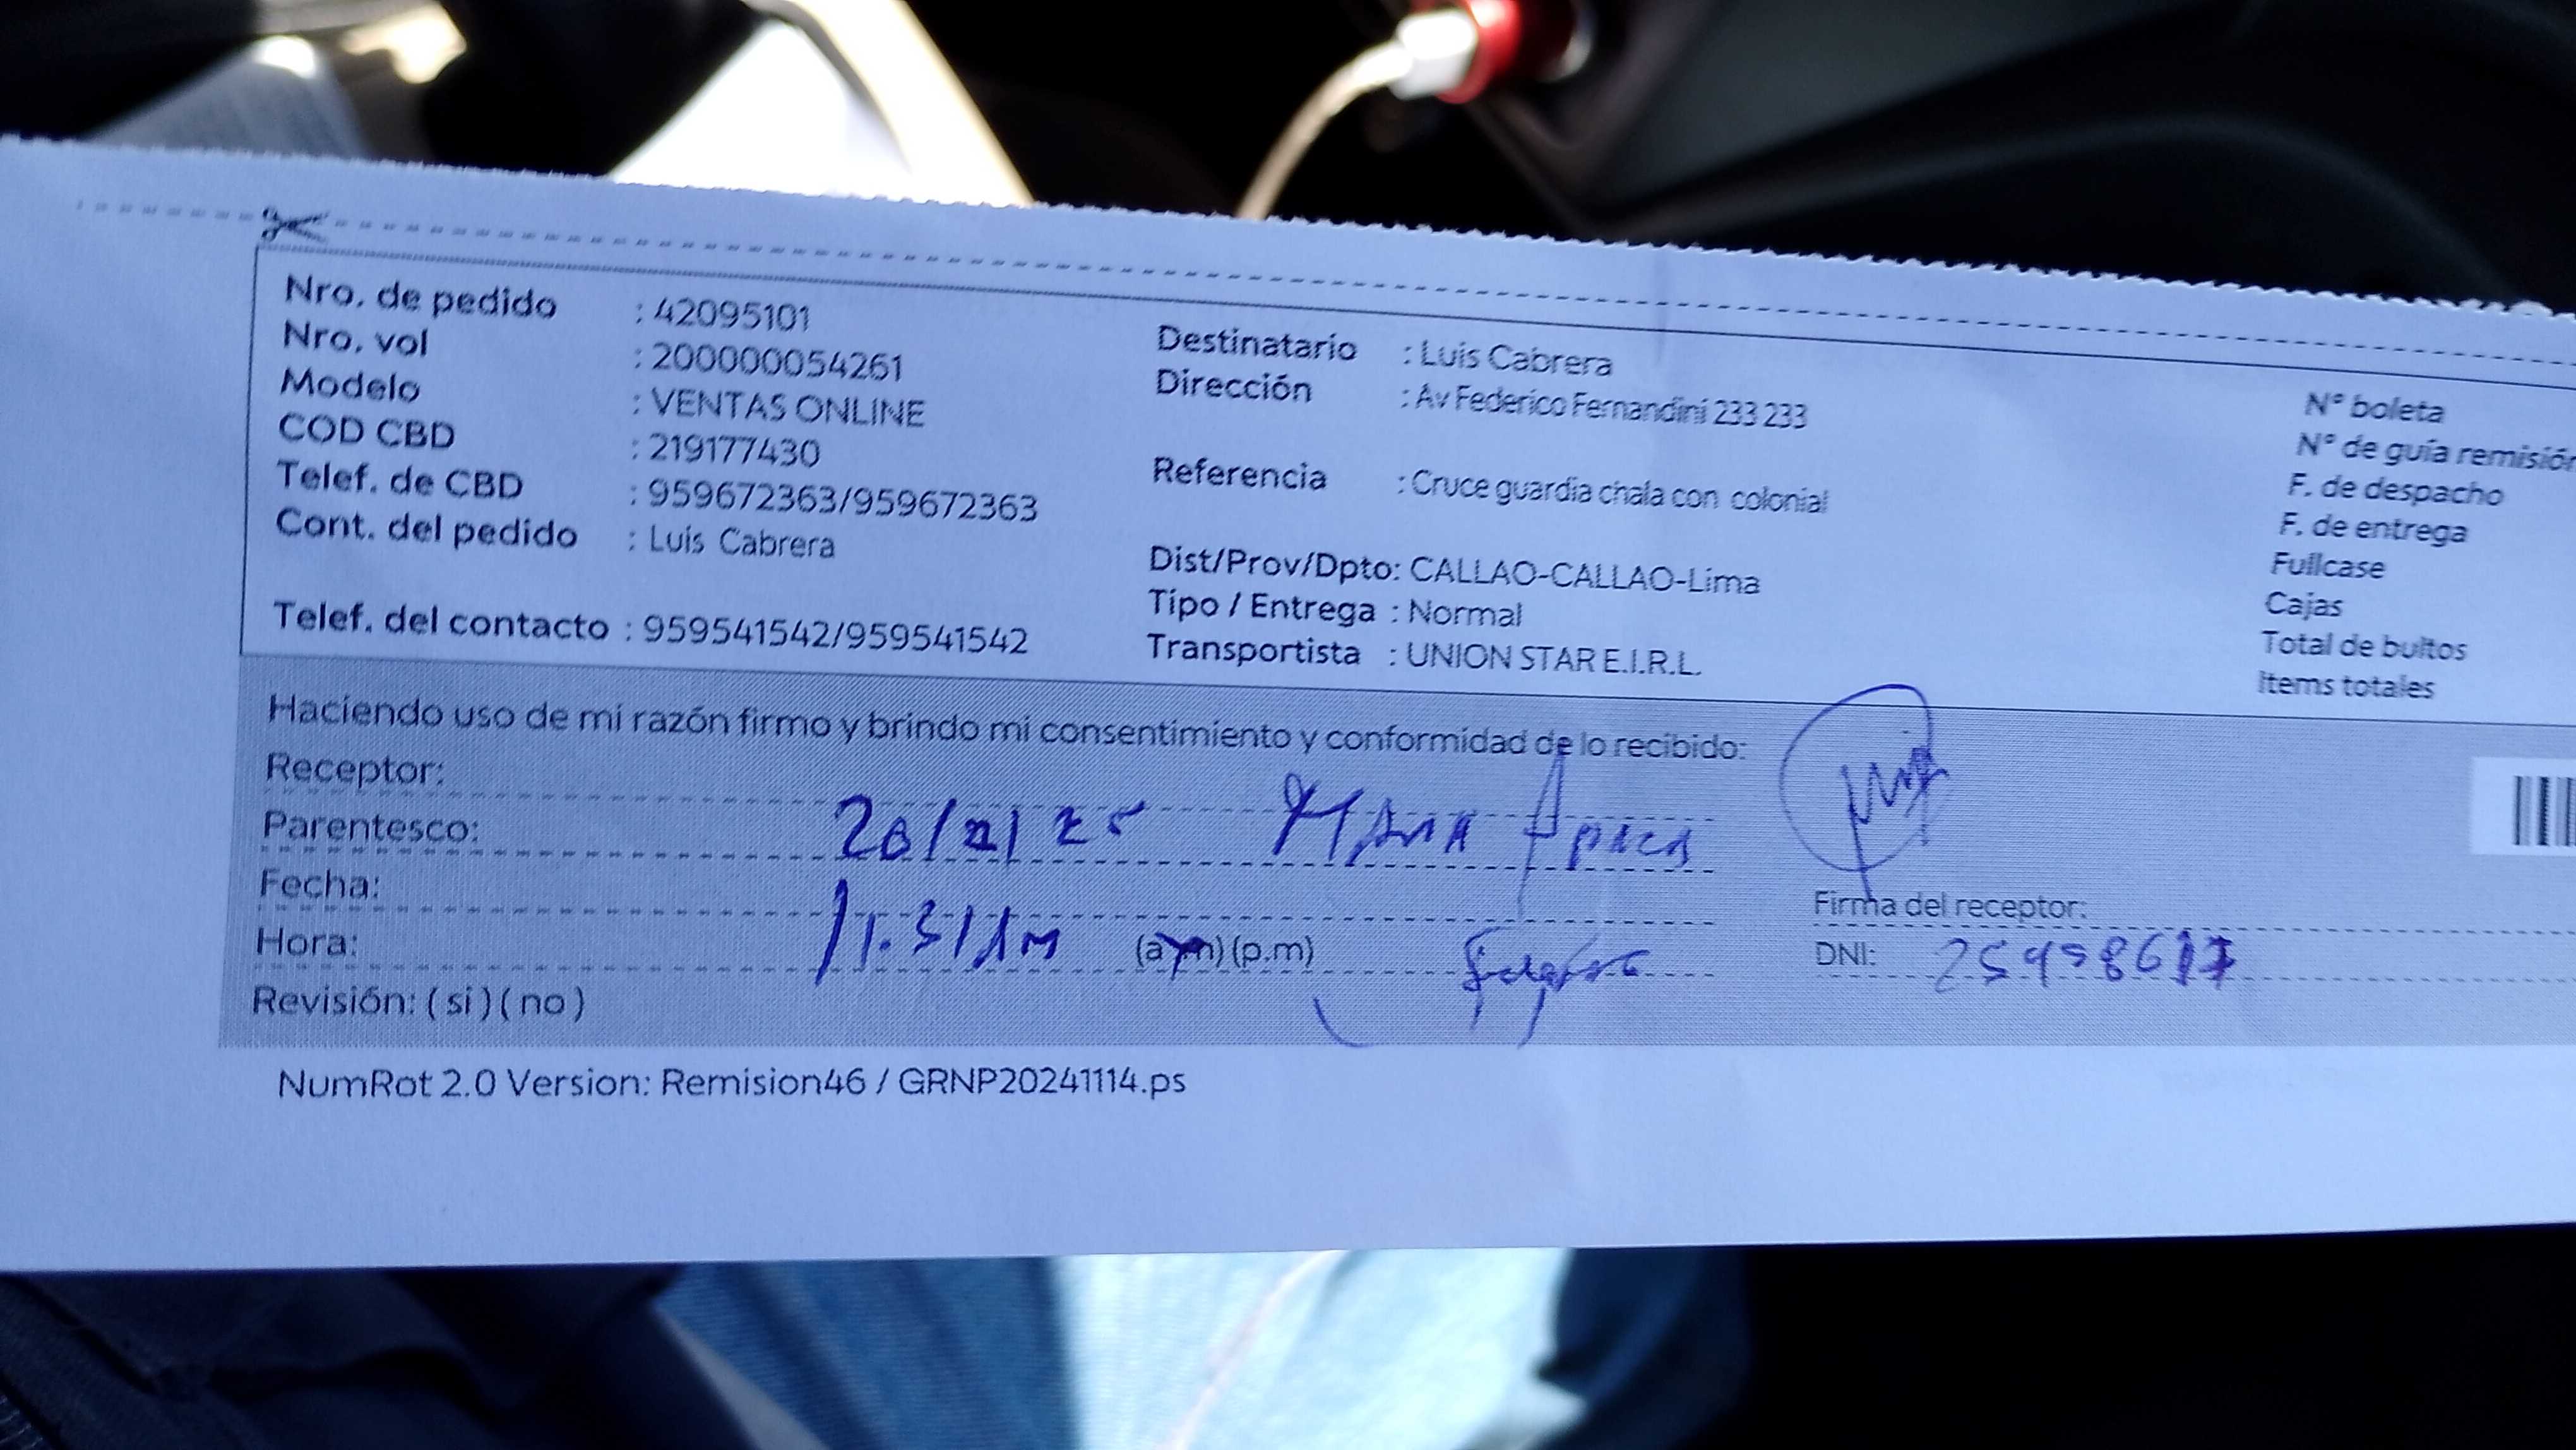 Nro. de pedido : 42095101
Nro. vol : 200000054261
Modelo : VENTAS ONLINE
COD CBD : 219177430
Telef. de CBD : 959672363/959672363
Cont. del pedido : Luis Cabrera
Telef. del contacto : 959541542/959541542
Destinatario : Luis Cabrera
Dirección : Av Federico Fernandini 233 233
Referencia : Cruce guardia chala con colonial
Dist/Prov/Dpto: CALLAO-CALLAO-Lima
Tipo / Entrega : Normal
Transportista : UNION STAR E.I.R.L.
N° boleta
N° de guía remisión
F. de despacho
F. de entrega
Fullcase
Cajas
Total de bultos
Items totales
Haciendo uso de mi razón firmo y brindo mi consentimiento y conformidad de lo recibido:
Receptor:
Parentesco:
Fecha:
Hora: (a.m) (p.m)
Revisión: ( si ) ( no )
Firma del receptor:
DNI:
NumRot 2.0 Version: Remision46 / GRNP20241114.ps